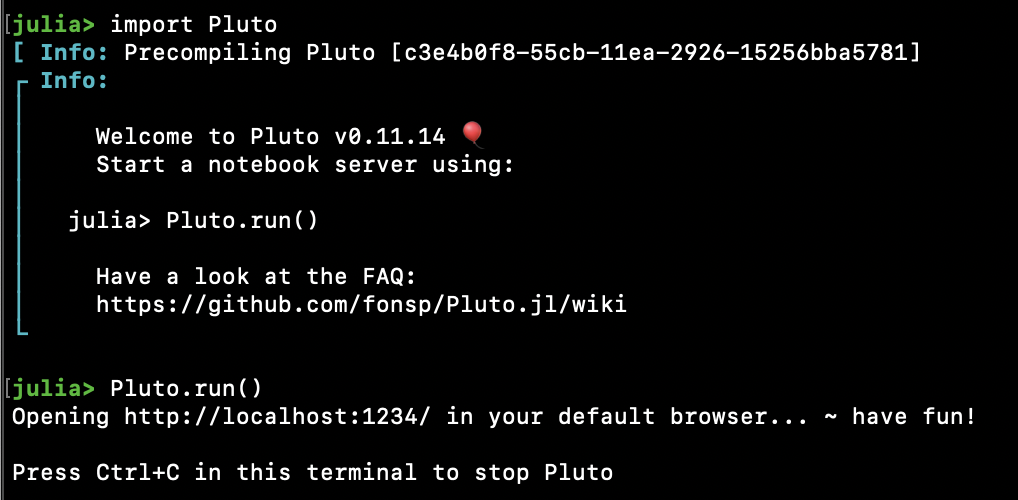 julia> import Pluto
[ Info: Precompiling Pluto [c3e4b0f8-55cb-11ea-2926-15256bba5781]
┌ Info:
Welcome to Pluto v0.11.14 🎈
Start a notebook server using:
julia> Pluto.run()
Have a look at the FAQ:
https://github.com/fonsp/Pluto.jl/wiki
└
julia> Pluto.run()
Opening http://localhost:1234/ in your default browser... ~ have fun!
Press Ctrl+C in this terminal to stop Pluto